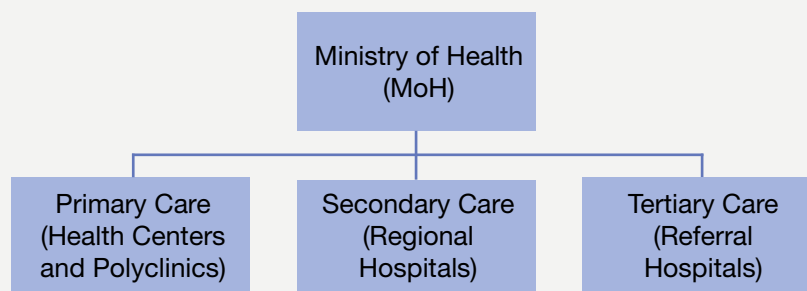 Ministry of Health
(MoH)
Primary Care
(Health Centers
and Polyclinics)
Secondary Care
(Regional
Hospitals)
Tertiary Care
(Referral
Hospitals)